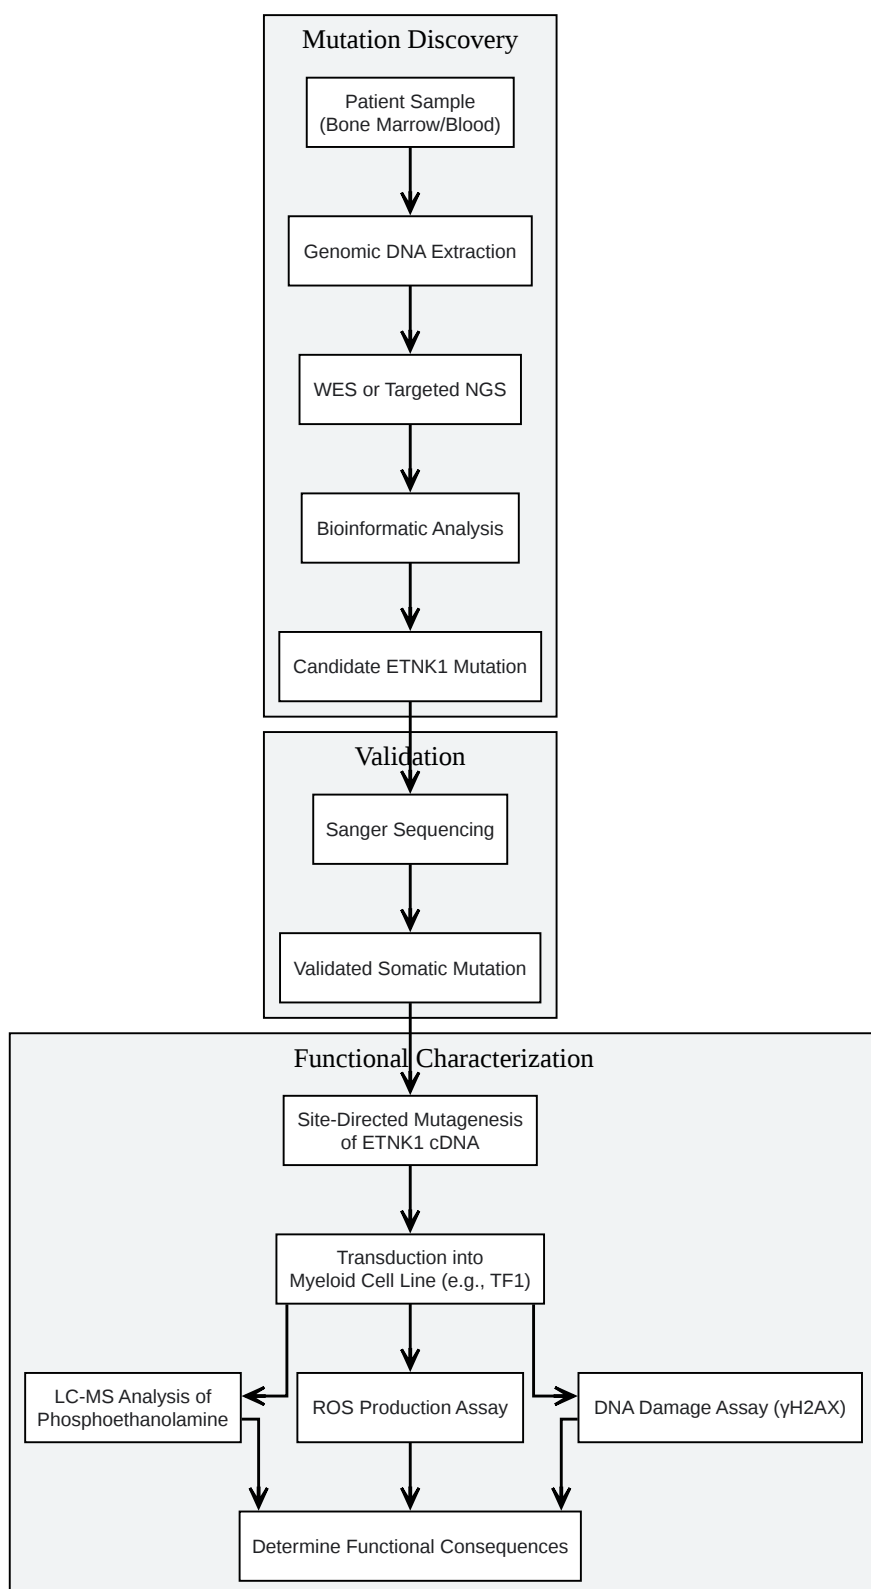 Mutation Discovery
Patient Sample
(Bone Marrow/Blood)
Genomic DNA Extraction
WES or Targeted NGS
Bioinformatic Analysis
Candidate ETNK1 Mutation
Validation
Sanger Sequencing
Validated Somatic Mutation
Functional Characterization
Site-Directed Mutagenesis
of ETNK1 cDNA
Transduction into
Myeloid Cell Line (e.g., TF1)
LC-MS Analysis of
Phosphoethanolamine
ROS Production Assay
DNA Damage Assay (γH2AX)
Determine Functional Consequences